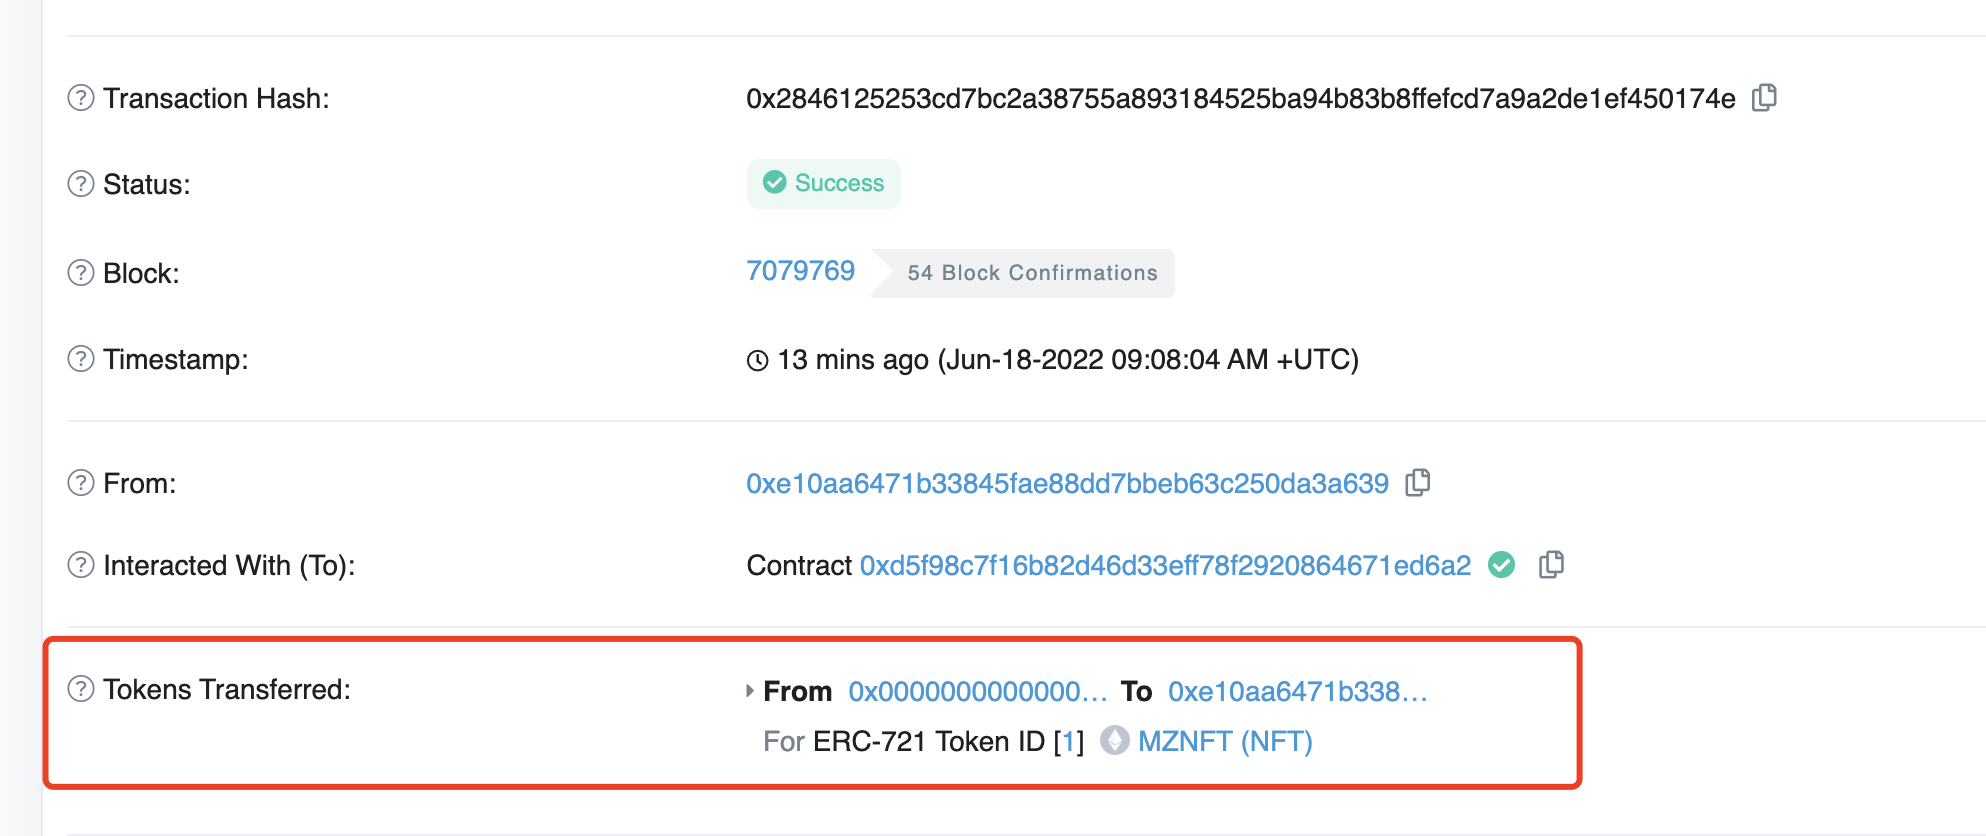 Transaction Hash: 0x2846125253cd7bc2a38755a893184525ba94b83b8ffefcd7a9a2de1ef450174e
Status: Success
Block: 7079769 54 Block Confirmations
Timestamp: 13 mins ago (Jun-18-2022 09:08:04 AM +UTC)
From: 0xe10aa6471b33845fae88dd7bbeb63c250da3a639
Interacted With (To): Contract 0xd5f98c7f16b82d46d33eff78f2920864671ed6a2
Tokens Transferred: From 0x0000000000000... To 0xe10aa6471b338...
For ERC-721 Token ID [1] MZNFT (NFT)